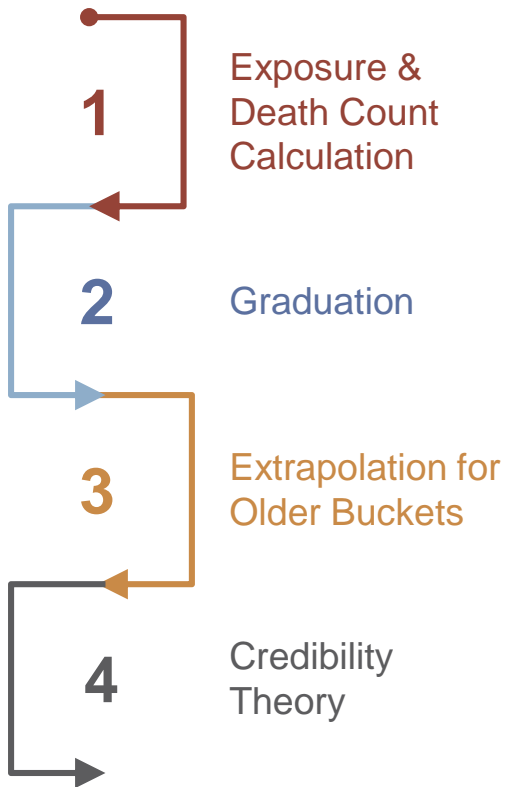 1
Exposure &
Death Count
Calculation
2
Graduation
3
Extrapolation for
Older Buckets
4
Credibility
Theory